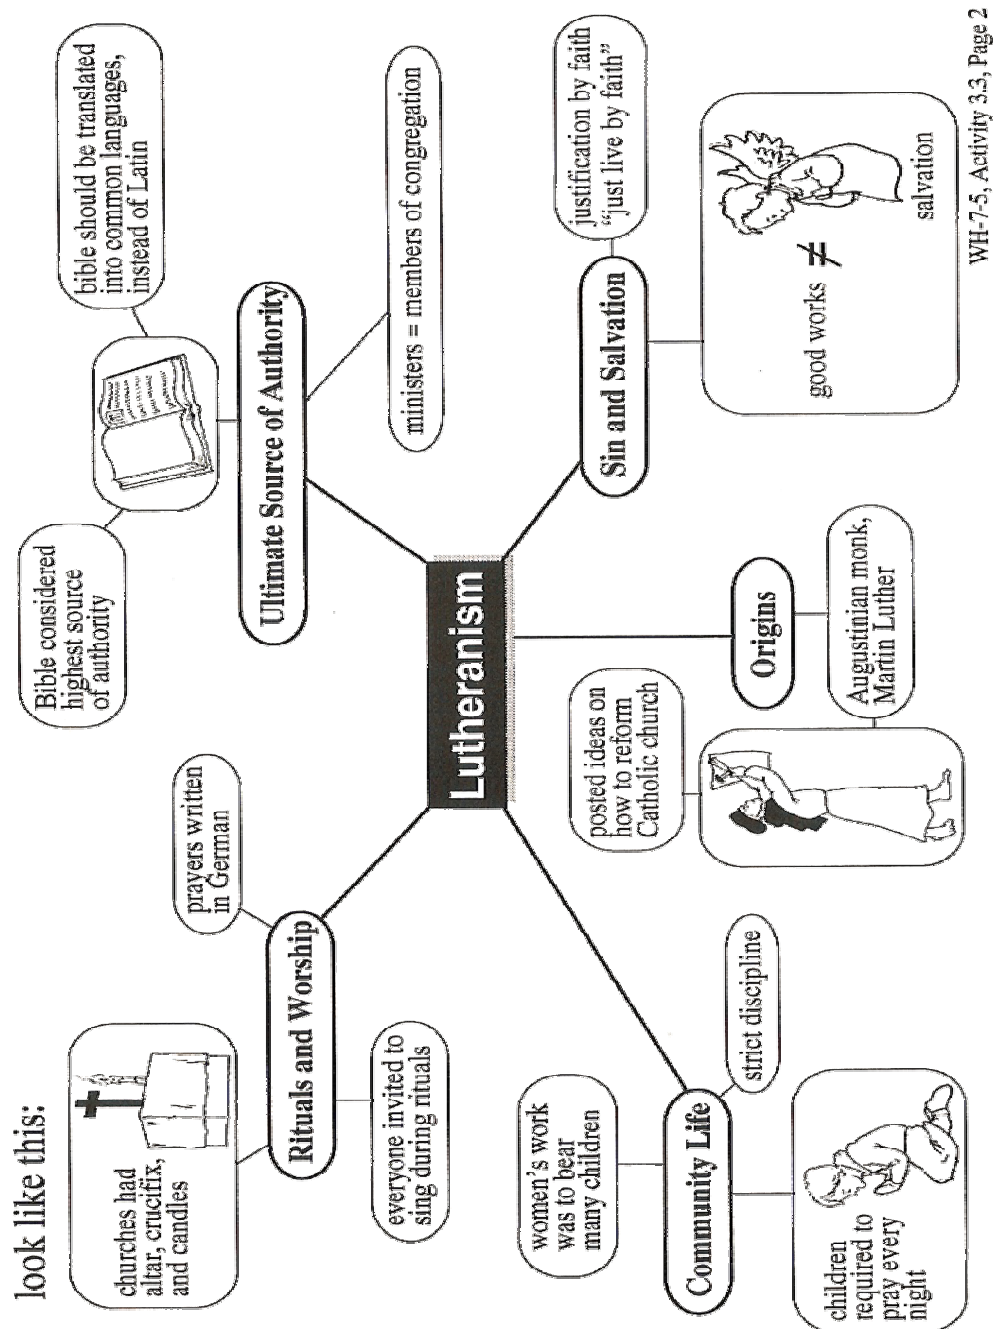 look like this:
churches had
altar, crucifix,
and candles
prayers written
in German
Rituals and Worship
everyone invited to
sing during rituals
Bible considered
highest source
of authority
bible should be translated
into common languages,
instead of Latin
Ultimate Source of Authority
ministers = members of congregation
Lutheranism
women's work
was to bear
many children
Community Life
strict discipline
children
required to
pray every
night
posted ideas on
how to reform
Catholic church
Origins
Augustinian monk,
Martin Luther
Sin and Salvation
justification by faith
“just live by faith”
good works ≠
salvation
WH-7-5, Activity 3.3, Page 2